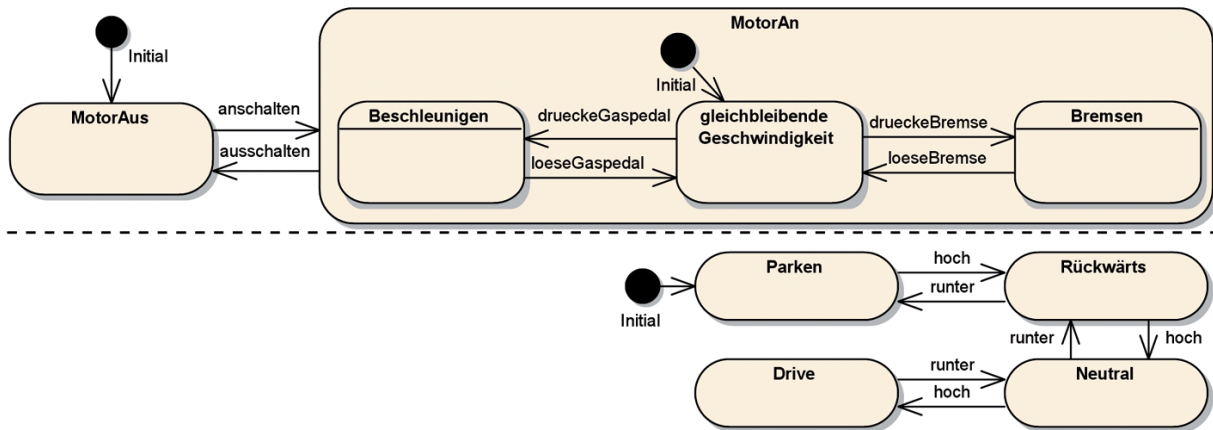 MotorAn
Initial
Initial
MotorAus
anschalten
ausschalten
Beschleunigen
drueckeGaspedal
loeseGaspedal
gleichbleibende
Geschwindigkeit
drueckeBremse
loeseBremse
Bremsen
Initial
Parken
hoch
runter
Rückwärts
runter
hoch
Drive
runter
hoch
Neutral